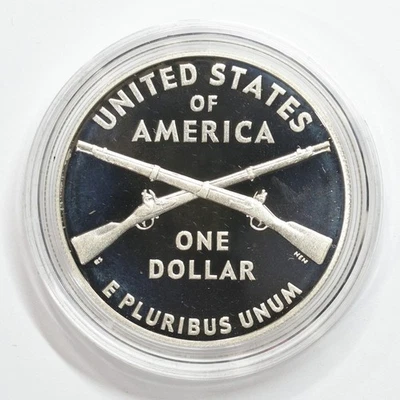 UNITED STATES
OF
AMERICA
ONE
DOLLAR
E PLURIBUS UNUM